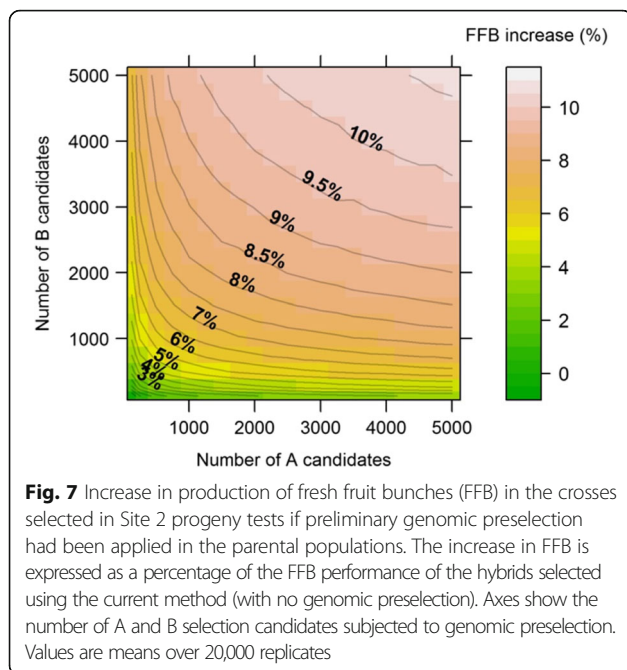 FFB increase (%)
5000
4000
3000
2000
1000
Number of B candidates
10%
9.5%
9%
8.5%
8%
7%
6%
5%
4%
3%
10
8
6
4
2
0
1000 2000 3000 4000 5000
Number of A candidates
Fig. 7 Increase in production of fresh fruit bunches (FFB) in the crosses
selected in Site 2 progeny tests if preliminary genomic preselection
had been applied in the parental populations. The increase in FFB is
expressed as a percentage of the FFB performance of the hybrids selected
using the current method (with no genomic preselection). Axes show the
number of A and B selection candidates subjected to genomic preselection.
Values are means over 20,000 replicates